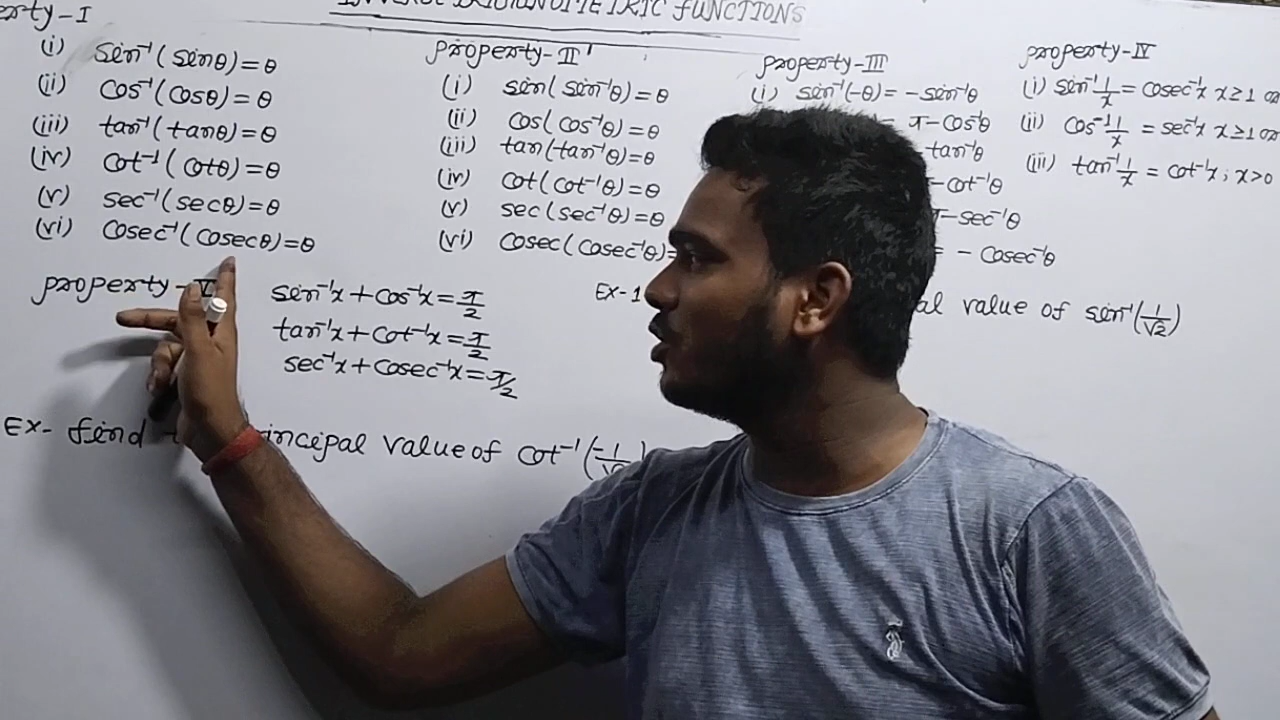 INVERSE TRIGONOMETRIC FUNCTIONS
erty-I
(i) sin⁻¹(sinθ)=θ
(ii) cos⁻¹(cosθ)=θ
(iii) tan⁻¹(tanθ)=θ
(iv) cot⁻¹(cotθ)=θ
(v) sec⁻¹(secθ)=θ
(vi) cosec⁻¹(cosecθ)=θ
property-II
(i) sin(sin⁻¹θ)=θ
(ii) cos(cos⁻¹θ)=θ
(iii) tan(tan⁻¹θ)=θ
(iv) cot(cot⁻¹θ)=θ
(v) sec(sec⁻¹θ)=θ
(vi) cosec(cosec⁻¹θ)=
property-III
(i) sin⁻¹(-θ)= -sin⁻¹θ
= π-cos⁻¹θ
-tan⁻¹θ
-cot⁻¹θ
π-sec⁻¹θ
= -cosec⁻¹θ
property-IV
(i) sin⁻¹ 1/x = cosec⁻¹x x≥1 or
(ii) cos⁻¹ 1/x = sec⁻¹x x≥1 or
(iii) tan⁻¹ 1/x = cot⁻¹x; x>0
property-
sin⁻¹x+cos⁻¹x=π/2
tan⁻¹x+cot⁻¹x=π/2
sec⁻¹x+cosec⁻¹x=π/2
EX-1 al value of sin⁻¹(1/√2)
EX- find incipal value of cot⁻¹(-1/√